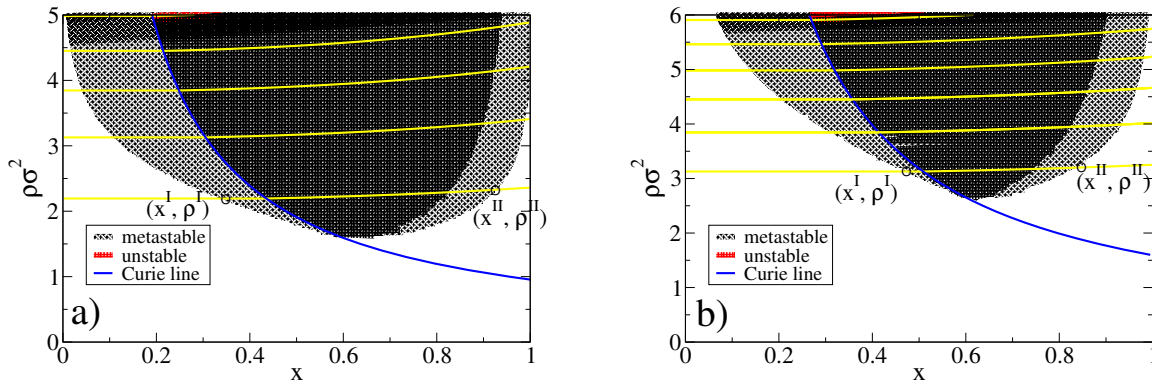 5
4
3
2
1
0
ρσ²
(x^I, ρ^I)
(x^II, ρ^II)
metastable
unstable
Curie line
a)
0 0.2 0.4 0.6 0.8 1
x
6
5
4
3
2
1
0
ρσ²
(x^I, ρ^I)
(x^II, ρ^II)
metastable
unstable
Curie line
b)
0 0.2 0.4 0.6 0.8 1
x